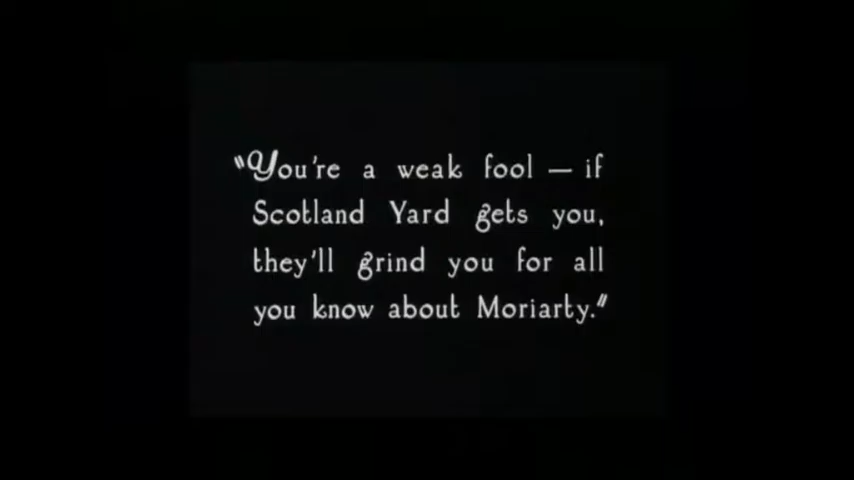 "You're a weak fool — if
Scotland Yard gets you,
they'll grind you for all
you know about Moriarty."